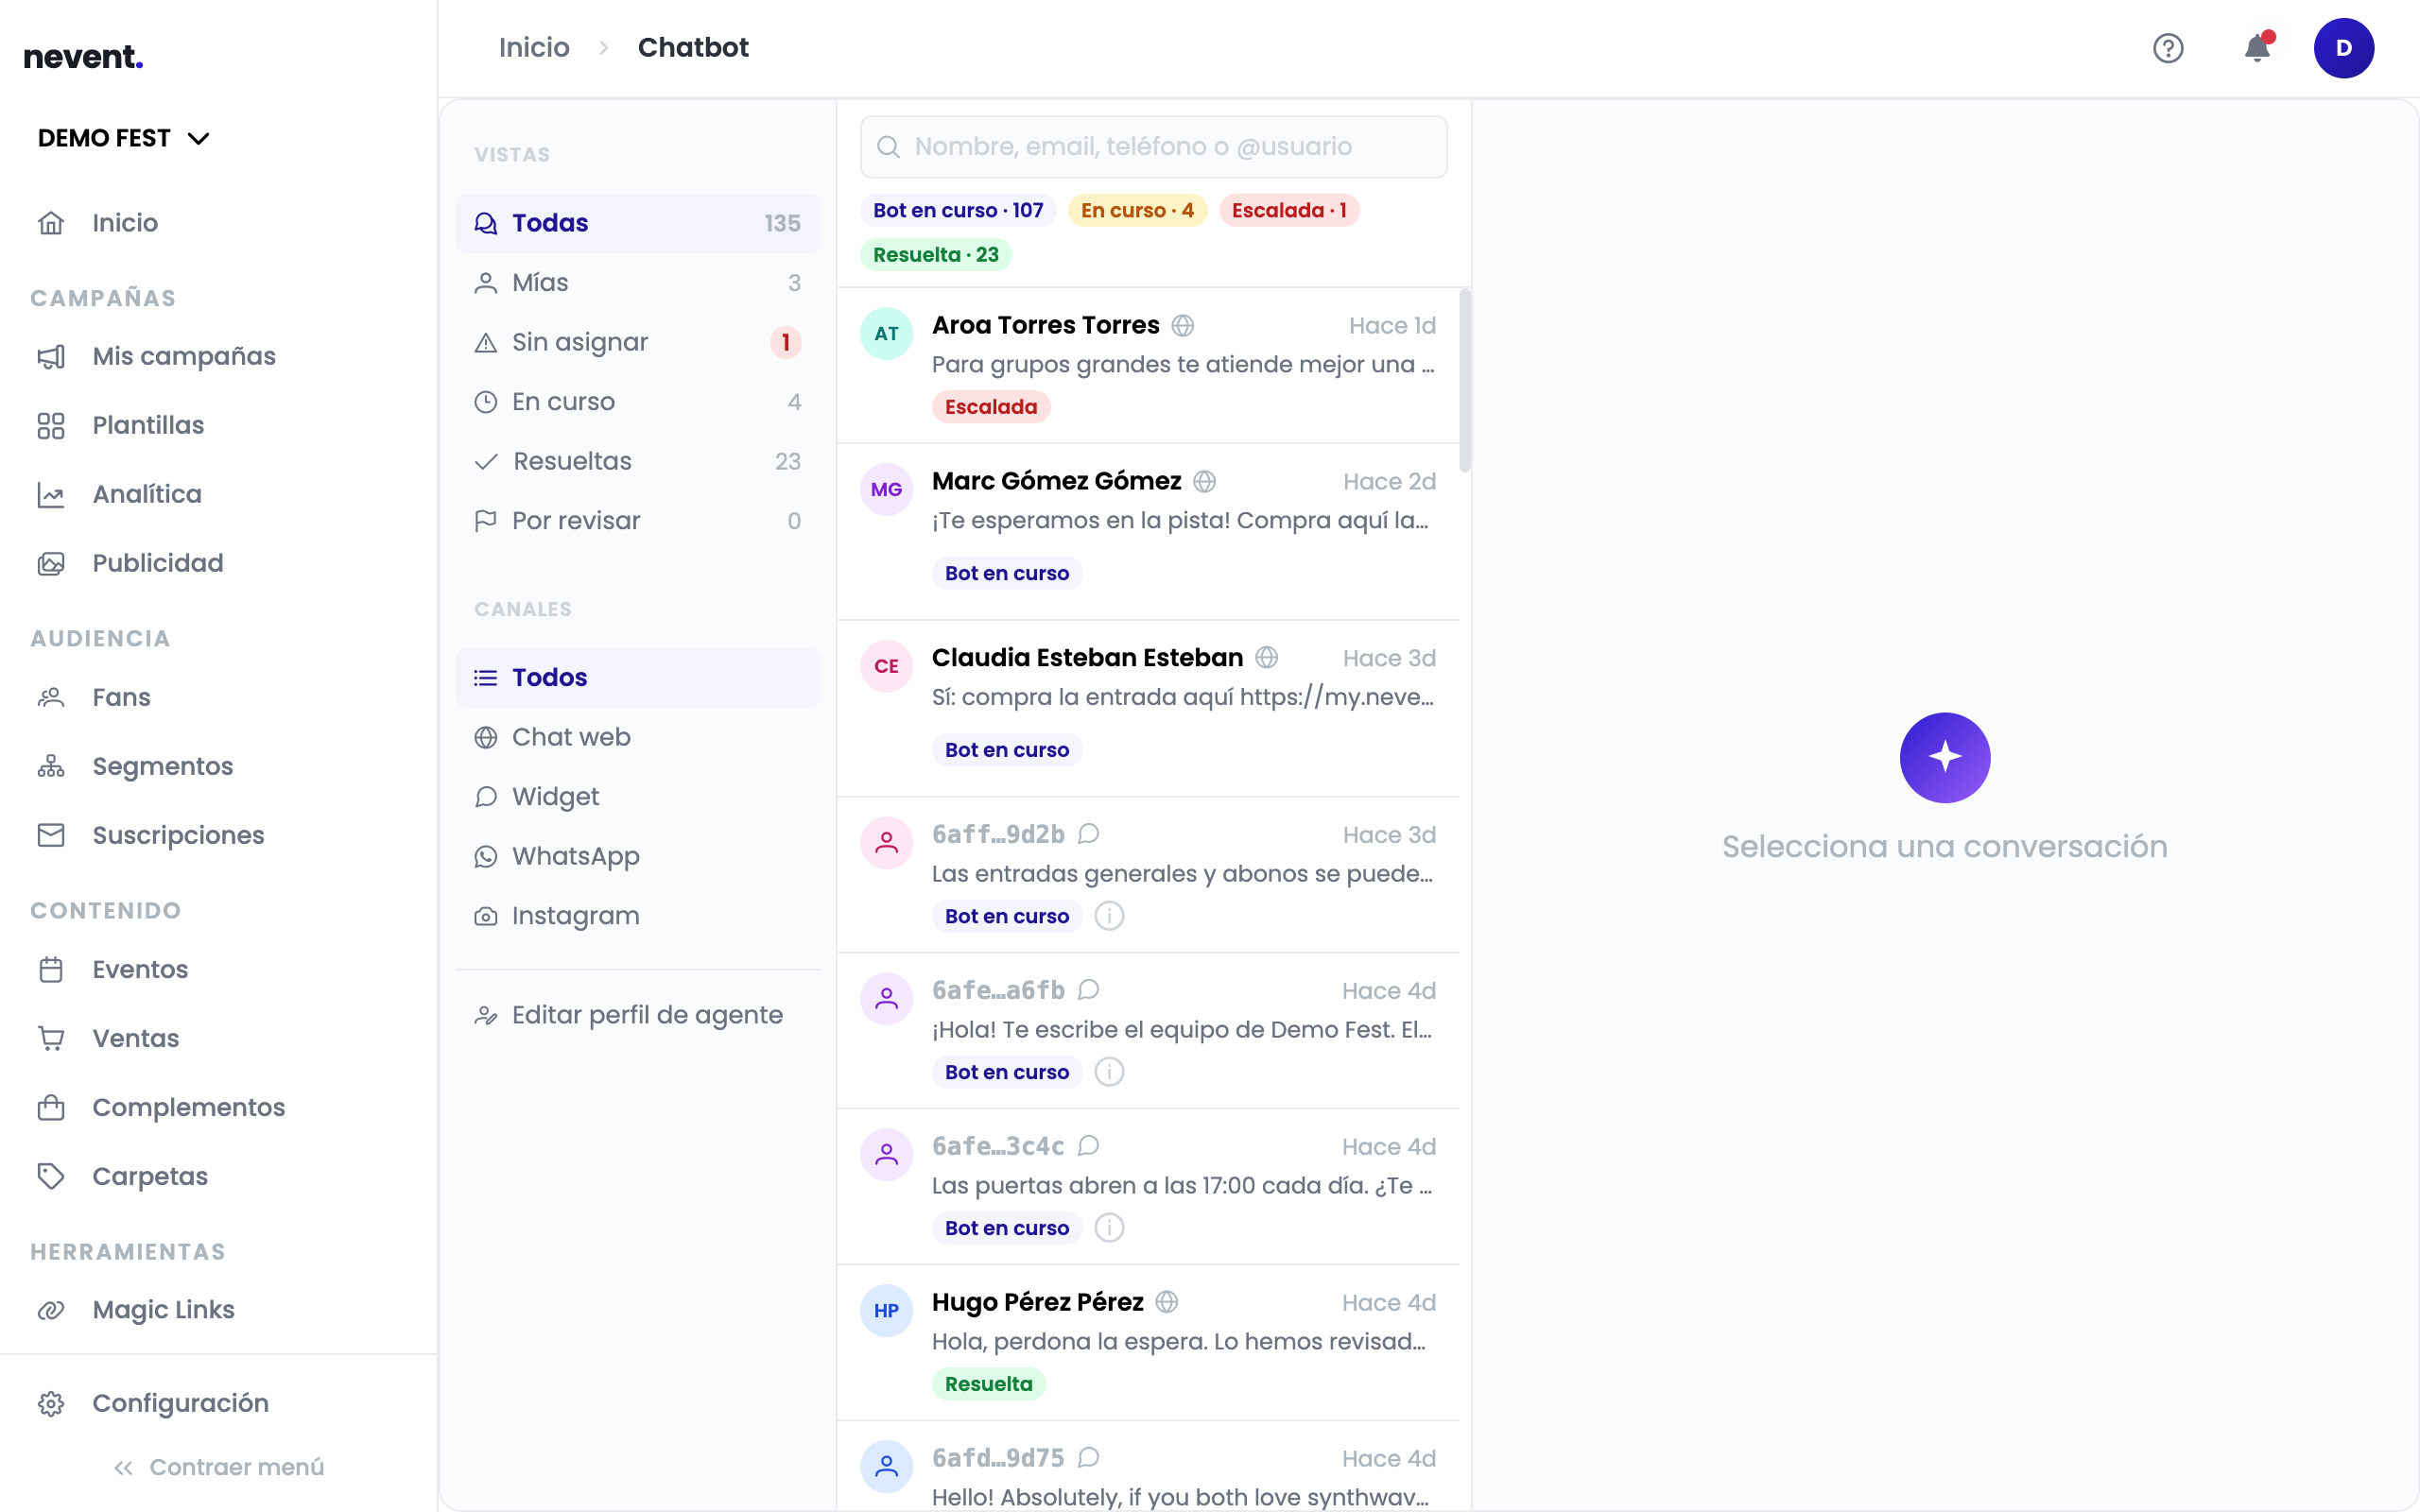 nevent.
DEMO FEST
Inicio
CAMPAÑAS
Mis campañas
Plantillas
Analítica
Publicidad
AUDIENCIA
Fans
Segmentos
Suscripciones
CONTENIDO
Eventos
Ventas
Complementos
Carpetas
HERRAMIENTAS
Magic Links
Configuración
Contraer menú
Inicio > Chatbot
D
VISTAS
Todas 135
Mías 3
Sin asignar 1
En curso 4
Resueltas 23
Por revisar 0
CANALES
Todos
Chat web
Widget
WhatsApp
Instagram
Editar perfil de agente
Nombre, email, teléfono o @usuario
Bot en curso · 107 En curso · 4 Escalada · 1
Resuelta · 23
AT Aroa Torres Torres Hace 1d
Para grupos grandes te atiende mejor una ...
Escalada
MG Marc Gómez Gómez Hace 2d
¡Te esperamos en la pista! Compra aquí la...
Bot en curso
CE Claudia Esteban Esteban Hace 3d
Sí: compra la entrada aquí https://my.neve...
Bot en curso
6aff…9d2b Hace 3d
Las entradas generales y abonos se puede...
Bot en curso
6afe…a6fb Hace 4d
¡Hola! Te escribe el equipo de Demo Fest. El...
Bot en curso
6afe…3c4c Hace 4d
Las puertas abren a las 17:00 cada día. ¿Te ...
Bot en curso
HP Hugo Pérez Pérez Hace 4d
Hola, perdona la espera. Lo hemos revisad...
Resuelta
6afd…9d75 Hace 4d
Hello! Absolutely, if you both love synthwav...
Selecciona una conversación